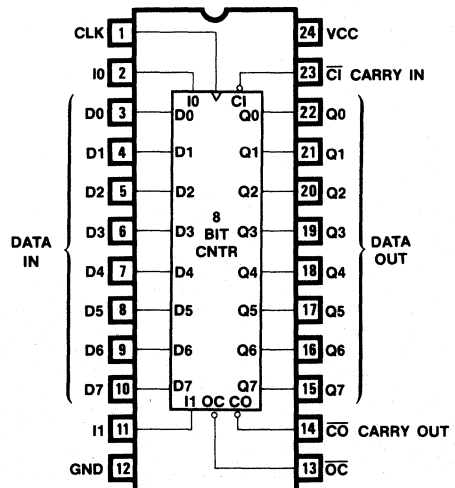 CLK 1 24 VCC
I0 2 23 C̅I̅ CARRY IN
I0 CI
D0 3 D0 Q0 22 Q0
D1 4 D1 Q1 21 Q1
D2 5 D2 Q2 20 Q2
8
BIT
CNTR
D3 6 D3 Q3 19 Q3
DATA
IN
DATA
OUT
D4 7 D4 Q4 18 Q4
D5 8 D5 Q5 17 Q5
D6 9 D6 Q6 16 Q6
D7 10 D7 Q7 15 Q7
I1 OC CO
I1 11 14 C̅O̅ CARRY OUT
GND 12 13 O̅C̅